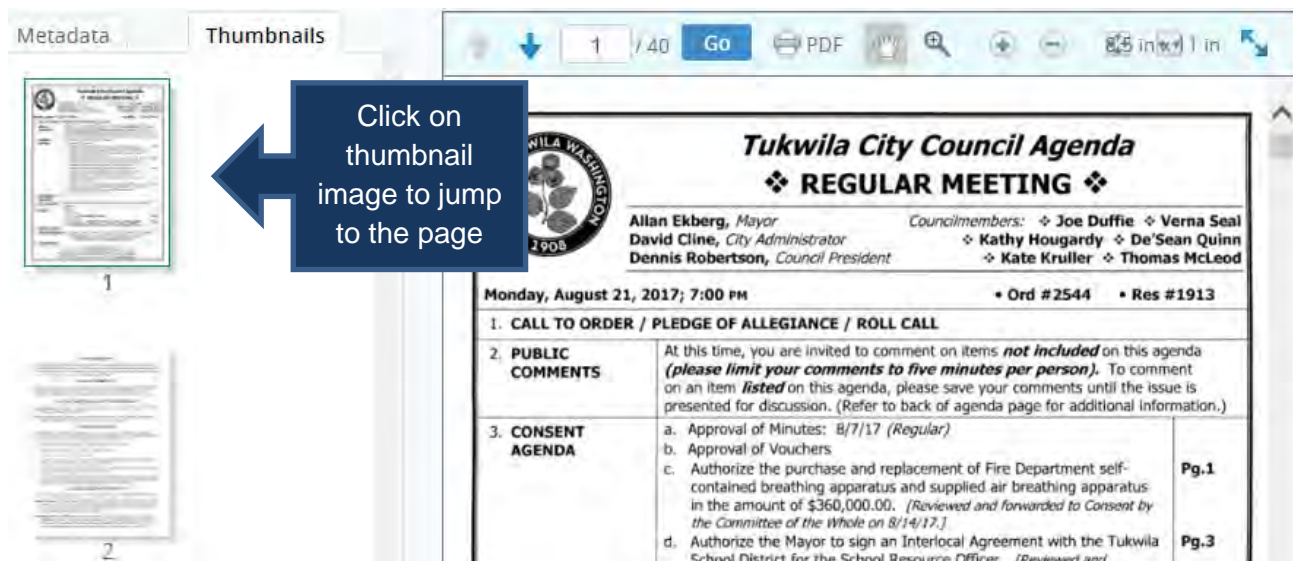 Metadata
Thumbnails
1 / 40 Go PDF 8.5 in x 11 in
1
2
Click on
thumbnail
image to jump
to the page
WILA WASHINGTON
1908
Tukwila City Council Agenda
❖ REGULAR MEETING ❖
Allan Ekberg, Mayor
David Cline, City Administrator
Dennis Robertson, Council President
Councilmembers: ❖ Joe Duffie ❖ Verna Seal
❖ Kathy Hougardy ❖ De'Sean Quinn
❖ Kate Kruller ❖ Thomas McLeod
Monday, August 21, 2017; 7:00 PM • Ord #2544 • Res #1913
1. CALL TO ORDER / PLEDGE OF ALLEGIANCE / ROLL CALL
2. PUBLIC
COMMENTS
At this time, you are invited to comment on items not included on this agenda
(please limit your comments to five minutes per person). To comment
on an item listed on this agenda, please save your comments until the issue is
presented for discussion. (Refer to back of agenda page for additional information.)
3. CONSENT
AGENDA
a. Approval of Minutes: 8/7/17 (Regular)
b. Approval of Vouchers
c. Authorize the purchase and replacement of Fire Department self- Pg.1
contained breathing apparatus and supplied air breathing apparatus
in the amount of $360,000.00. [Reviewed and forwarded to Consent by
the Committee of the Whole on 8/14/17.]
d. Authorize the Mayor to sign an Interlocal Agreement with the Tukwila Pg.3
School District for the School Resource Officer. [Reviewed and